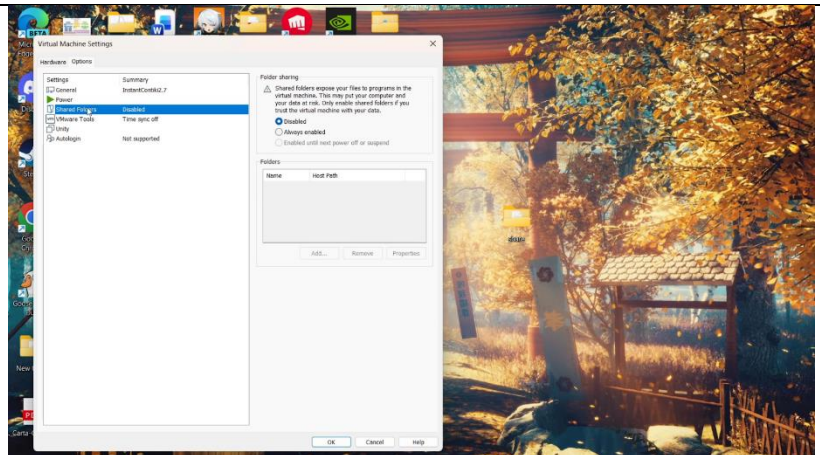 BETA
Virtual Machine Settings
Hardware Options
Settings Summary
General InstantContiki2.7
Power
Shared Folders Disabled
VMware Tools Time sync off
Unity
Autologin Not supported
Folder sharing
Shared folders expose your files to programs in the
virtual machine. This may put your computer and
your data at risk. Only enable shared folders if you
trust the virtual machine with your data.
Disabled
Always enabled
Enabled until next power off or suspend
Folders
Name Host Path
Add... Remove Properties
OK Cancel Help
Edge
New
Carta